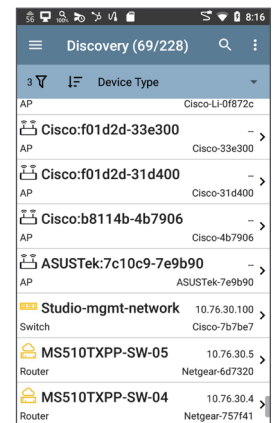 56 100% 8:16
Discovery (69/228)
3 Device Type
AP Cisco-Li-0f872c
Cisco:f01d2d-33e300 --
AP Cisco-33e300
Cisco:f01d2d-31d400 --
AP Cisco-31d400
Cisco:b8114b-4b7906 --
AP Cisco-4b7906
ASUSTek:7c10c9-7e9b90 --
AP ASUSTek-7e9b90
Studio-mgmt-network 10.76.30.100
Switch Cisco-7b7be7
MS510TXPP-SW-05 10.76.30.5
Router Netgear-6d7320
MS510TXPP-SW-04 10.76.30.4
Router Netgear-757f41